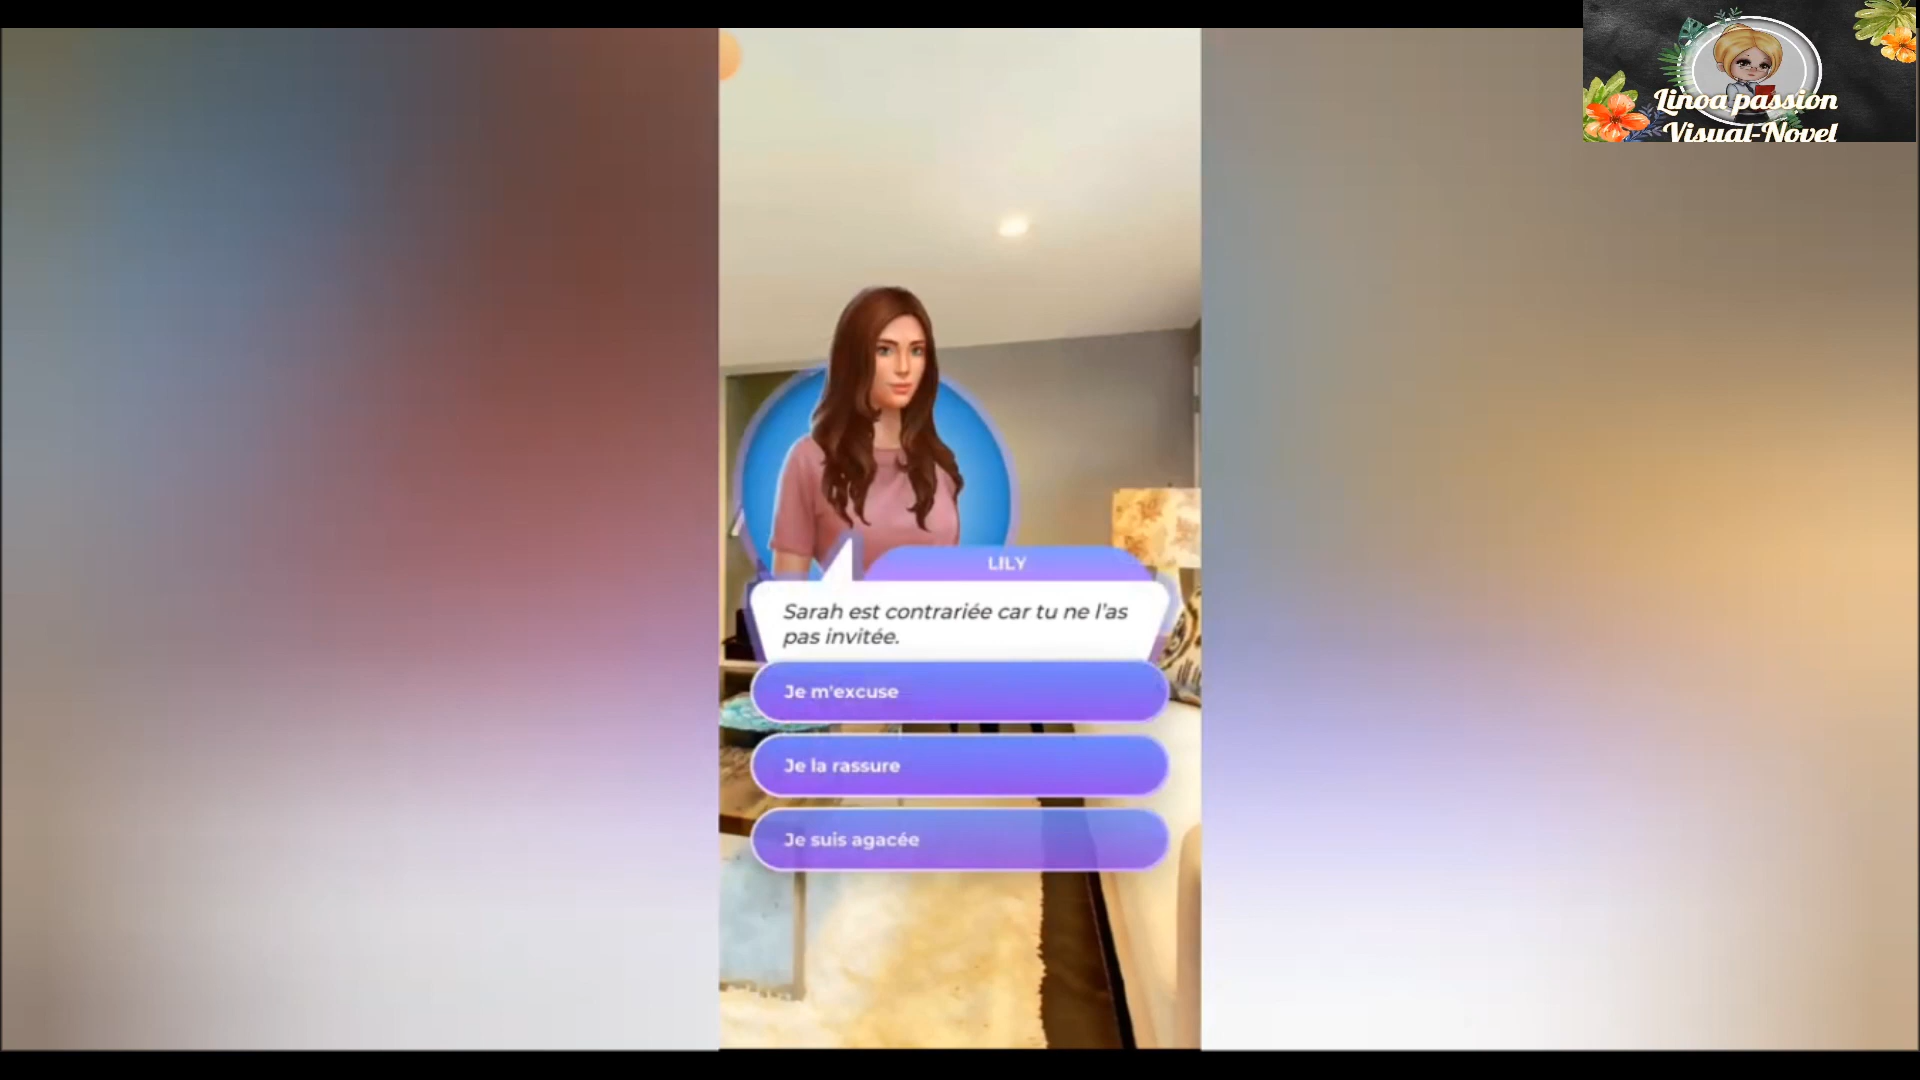 Linoa passion
Visual-Novel
LILY
Sarah est contrariée car tu ne l'as
pas invitée.
Je m'excuse
Je la rassure
Je suis agacée